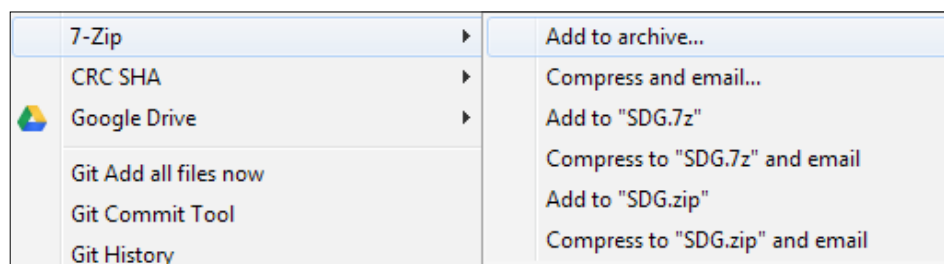 7-Zip
CRC SHA
Google Drive
Git Add all files now
Git Commit Tool
Git History
Add to archive...
Compress and email...
Add to "SDG.7z"
Compress to "SDG.7z" and email
Add to "SDG.zip"
Compress to "SDG.zip" and email